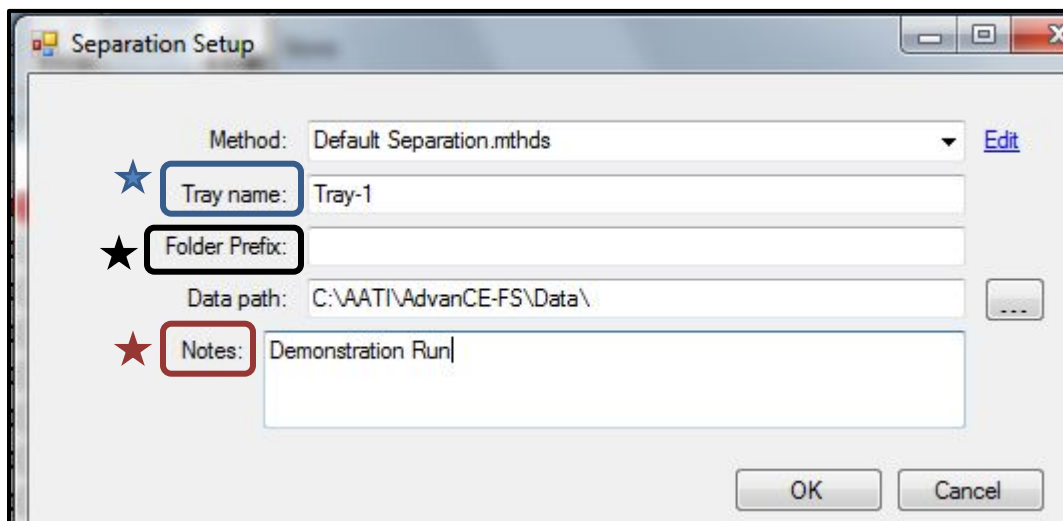 Separation Setup
Method: Default Separation.mthds Edit
Tray name: Tray-1
Folder Prefix:
Data path: C:\AATI\AdvanCE-FS\Data\ ...
Notes: Demonstration Run
OK Cancel